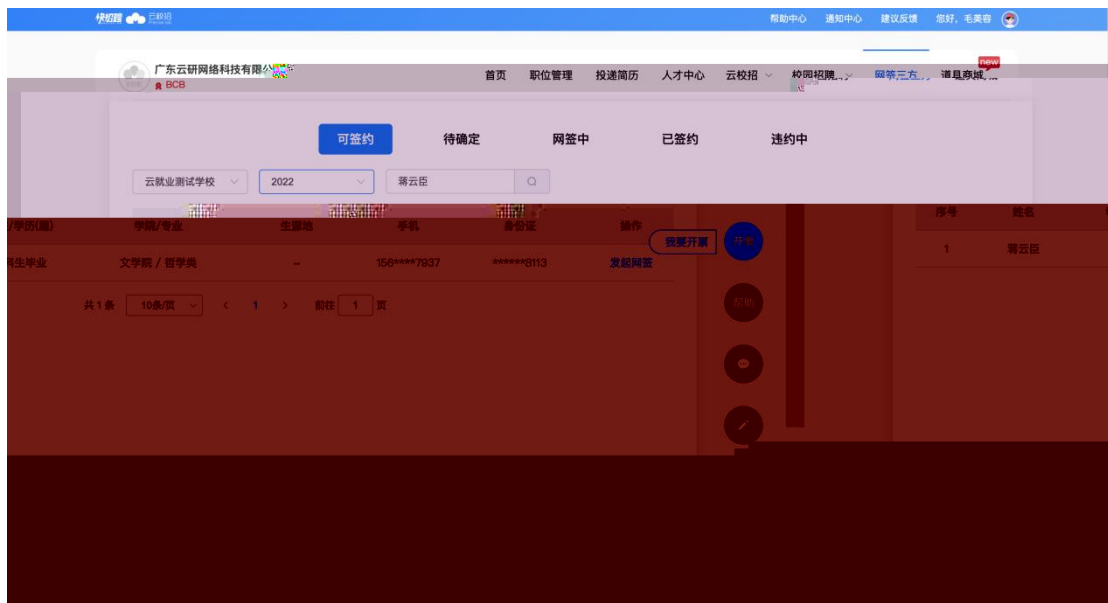 快招聘 云校招 帮助中心 通知中心 建议反馈 您好，毛美容
广东云研网络科技有限公
BCB
首页 职位管理 投递简历 人才中心 云校招 校园招聘 网签三方 道具商城 new
可签约 待确定 网签中 已签约 违约中
云就业测试学校 2022 蒋云臣
/学历(届) 学院/专业 生源地 手机 身份证 操作 序号 姓名
我要开票
科生毕业 文学院 / 哲学类 - 156****7937 ******8113 发起网签 1 蒋云臣
共1条 10条/页 < 1 > 前往 1 页
帮助